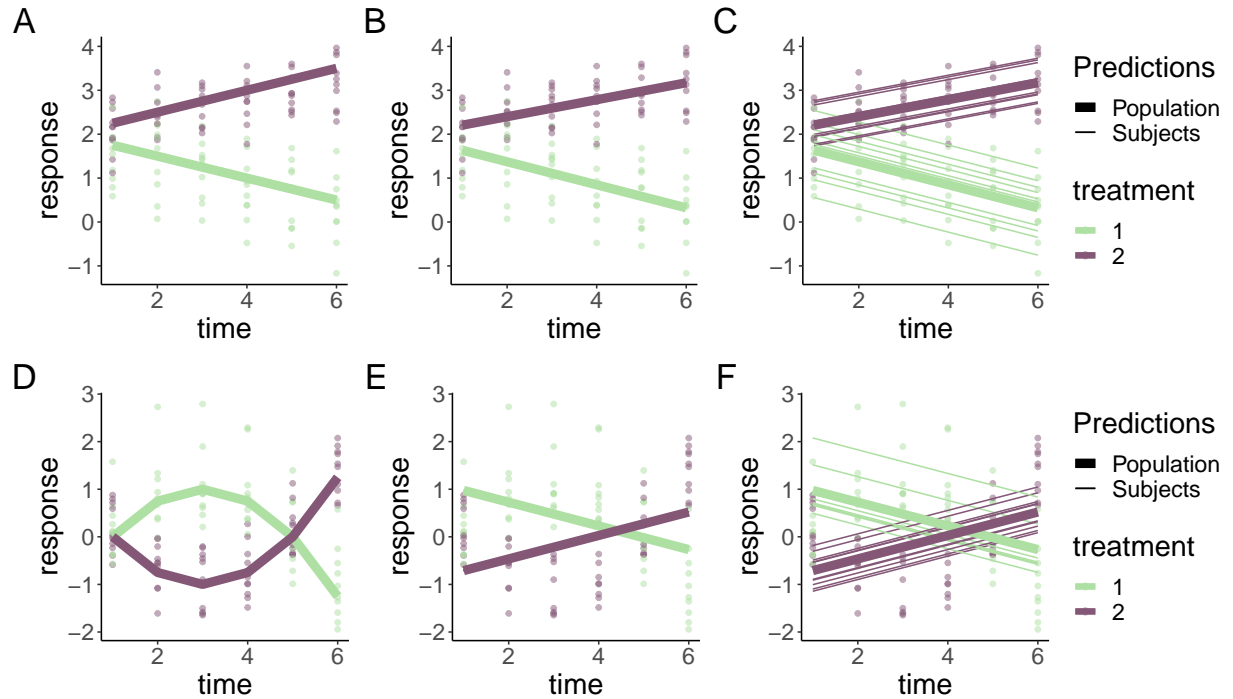 A
response
4
3
2
1
0
−1
2
4
6
time
B
response
4
3
2
1
0
−1
2
4
6
time
C
response
4
3
2
1
0
−1
2
4
6
time
Predictions
Population
Subjects
treatment
1
2
D
response
3
2
1
0
−1
−2
2
4
6
time
E
response
3
2
1
0
−1
−2
2
4
6
time
F
response
3
2
1
0
−1
−2
2
4
6
time
Predictions
Population
Subjects
treatment
1
2